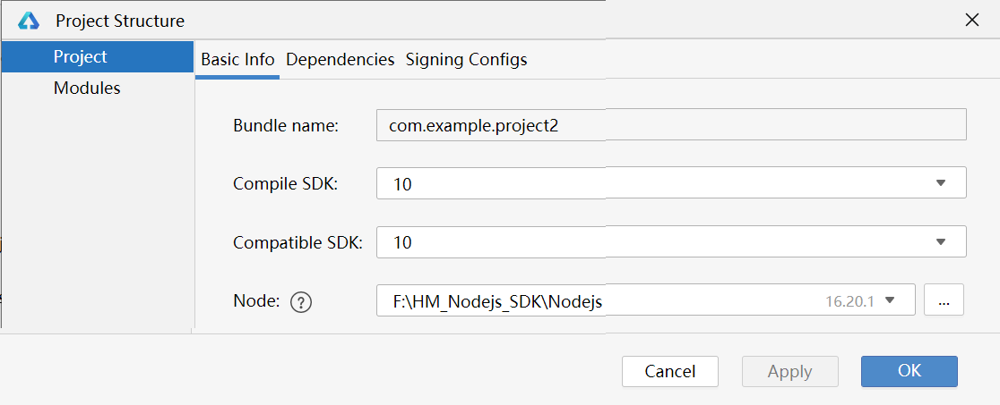 Project Structure
Project
Modules
Basic Info Dependencies Signing Configs
Bundle name: com.example.project2
Compile SDK: 10
Compatible SDK: 10
Node: ? F:\HM_Nodejs_SDK\Nodejs 16.20.1 ...
Cancel Apply OK